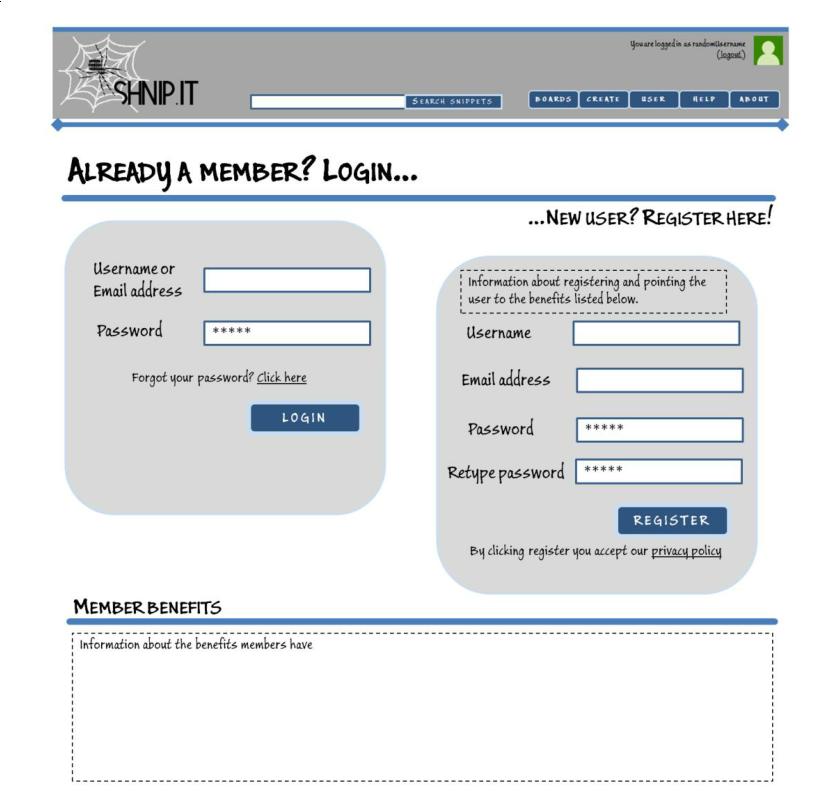 You are logged in as randomUsername
(logout)
SHNIP.IT
SEARCH SNIPPETS
BOARDS CREATE USER HELP ABOUT
ALREADY A MEMBER? LOGIN...
...NEW USER? REGISTER HERE!
Username or
Email address
Password *****
Forgot your password? Click here
LOGIN
Information about registering and pointing the
user to the benefits listed below.
Username
Email address
Password *****
Retype password *****
REGISTER
By clicking register you accept our privacy policy
MEMBER BENEFITS
Information about the benefits members have